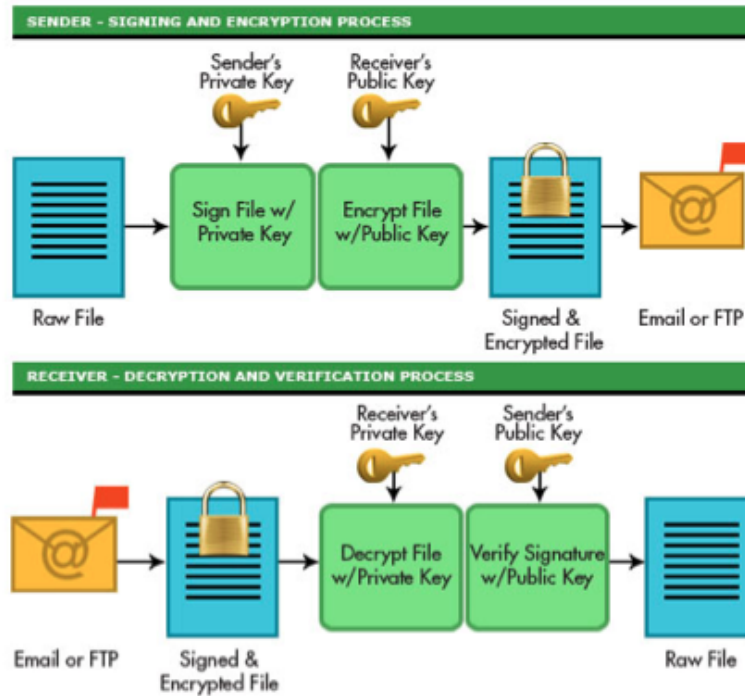 SENDER - SIGNING AND ENCRYPTION PROCESS
Sender's
Private Key
Receiver's
Public Key
Sign File w/
Private Key
Encrypt File
w/Public Key
Raw File
Signed &
Encrypted File
Email or FTP
RECEIVER - DECRYPTION AND VERIFICATION PROCESS
Receiver's
Private Key
Sender's
Public Key
Decrypt File
w/Private Key
Verify Signature
w/Public Key
Email or FTP
Signed &
Encrypted File
Raw File